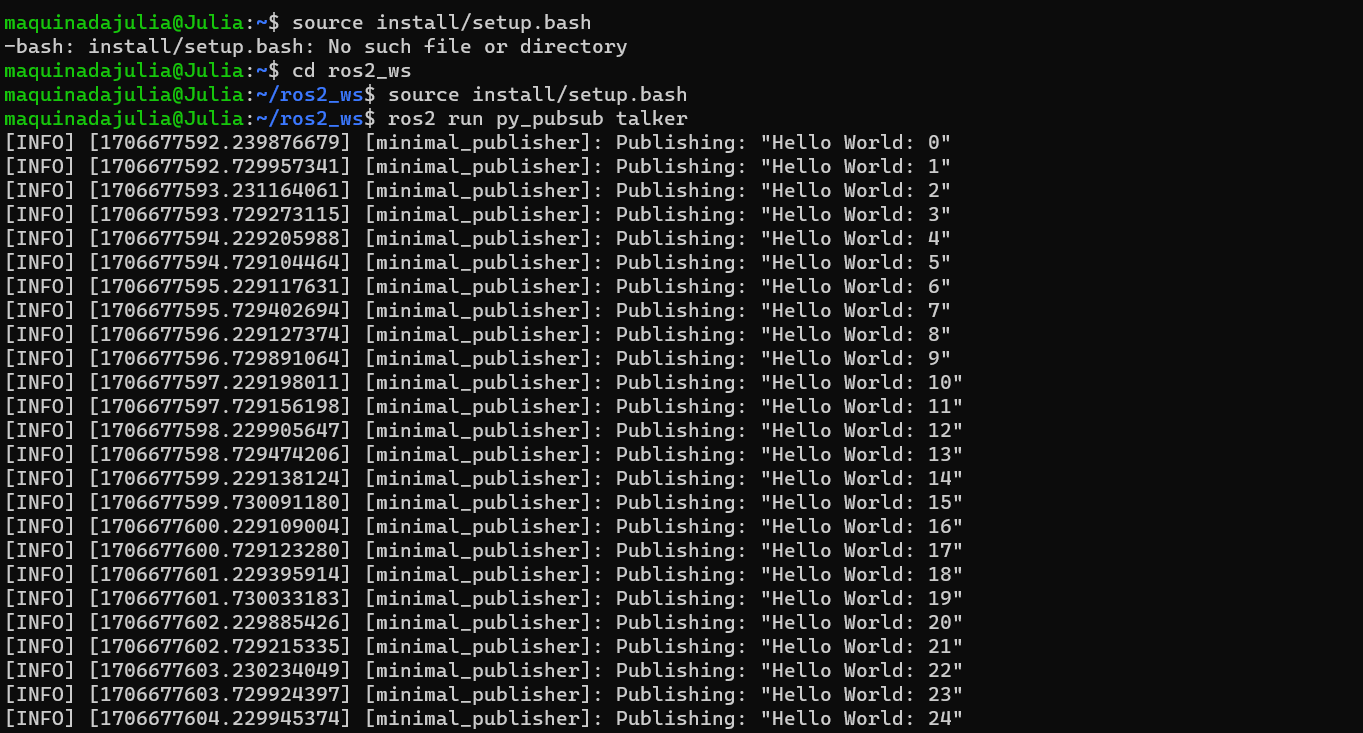 maquinadajulia@Julia:~$ source install/setup.bash
-bash: install/setup.bash: No such file or directory
maquinadajulia@Julia:~$ cd ros2_ws
maquinadajulia@Julia:~/ros2_ws$ source install/setup.bash
maquinadajulia@Julia:~/ros2_ws$ ros2 run py_pubsub talker
[INFO] [1706677592.239876679] [minimal_publisher]: Publishing: "Hello World: 0"
[INFO] [1706677592.729957341] [minimal_publisher]: Publishing: "Hello World: 1"
[INFO] [1706677593.231164061] [minimal_publisher]: Publishing: "Hello World: 2"
[INFO] [1706677593.729273115] [minimal_publisher]: Publishing: "Hello World: 3"
[INFO] [1706677594.229205988] [minimal_publisher]: Publishing: "Hello World: 4"
[INFO] [1706677594.729104464] [minimal_publisher]: Publishing: "Hello World: 5"
[INFO] [1706677595.229117631] [minimal_publisher]: Publishing: "Hello World: 6"
[INFO] [1706677595.729402694] [minimal_publisher]: Publishing: "Hello World: 7"
[INFO] [1706677596.229127374] [minimal_publisher]: Publishing: "Hello World: 8"
[INFO] [1706677596.729891064] [minimal_publisher]: Publishing: "Hello World: 9"
[INFO] [1706677597.229198011] [minimal_publisher]: Publishing: "Hello World: 10"
[INFO] [1706677597.729156198] [minimal_publisher]: Publishing: "Hello World: 11"
[INFO] [1706677598.229905647] [minimal_publisher]: Publishing: "Hello World: 12"
[INFO] [1706677598.729474206] [minimal_publisher]: Publishing: "Hello World: 13"
[INFO] [1706677599.229138124] [minimal_publisher]: Publishing: "Hello World: 14"
[INFO] [1706677599.730091180] [minimal_publisher]: Publishing: "Hello World: 15"
[INFO] [1706677600.229109004] [minimal_publisher]: Publishing: "Hello World: 16"
[INFO] [1706677600.729123280] [minimal_publisher]: Publishing: "Hello World: 17"
[INFO] [1706677601.229395914] [minimal_publisher]: Publishing: "Hello World: 18"
[INFO] [1706677601.730033183] [minimal_publisher]: Publishing: "Hello World: 19"
[INFO] [1706677602.229885426] [minimal_publisher]: Publishing: "Hello World: 20"
[INFO] [1706677602.729215335] [minimal_publisher]: Publishing: "Hello World: 21"
[INFO] [1706677603.230234049] [minimal_publisher]: Publishing: "Hello World: 22"
[INFO] [1706677603.729924397] [minimal_publisher]: Publishing: "Hello World: 23"
[INFO] [1706677604.229945374] [minimal_publisher]: Publishing: "Hello World: 24"